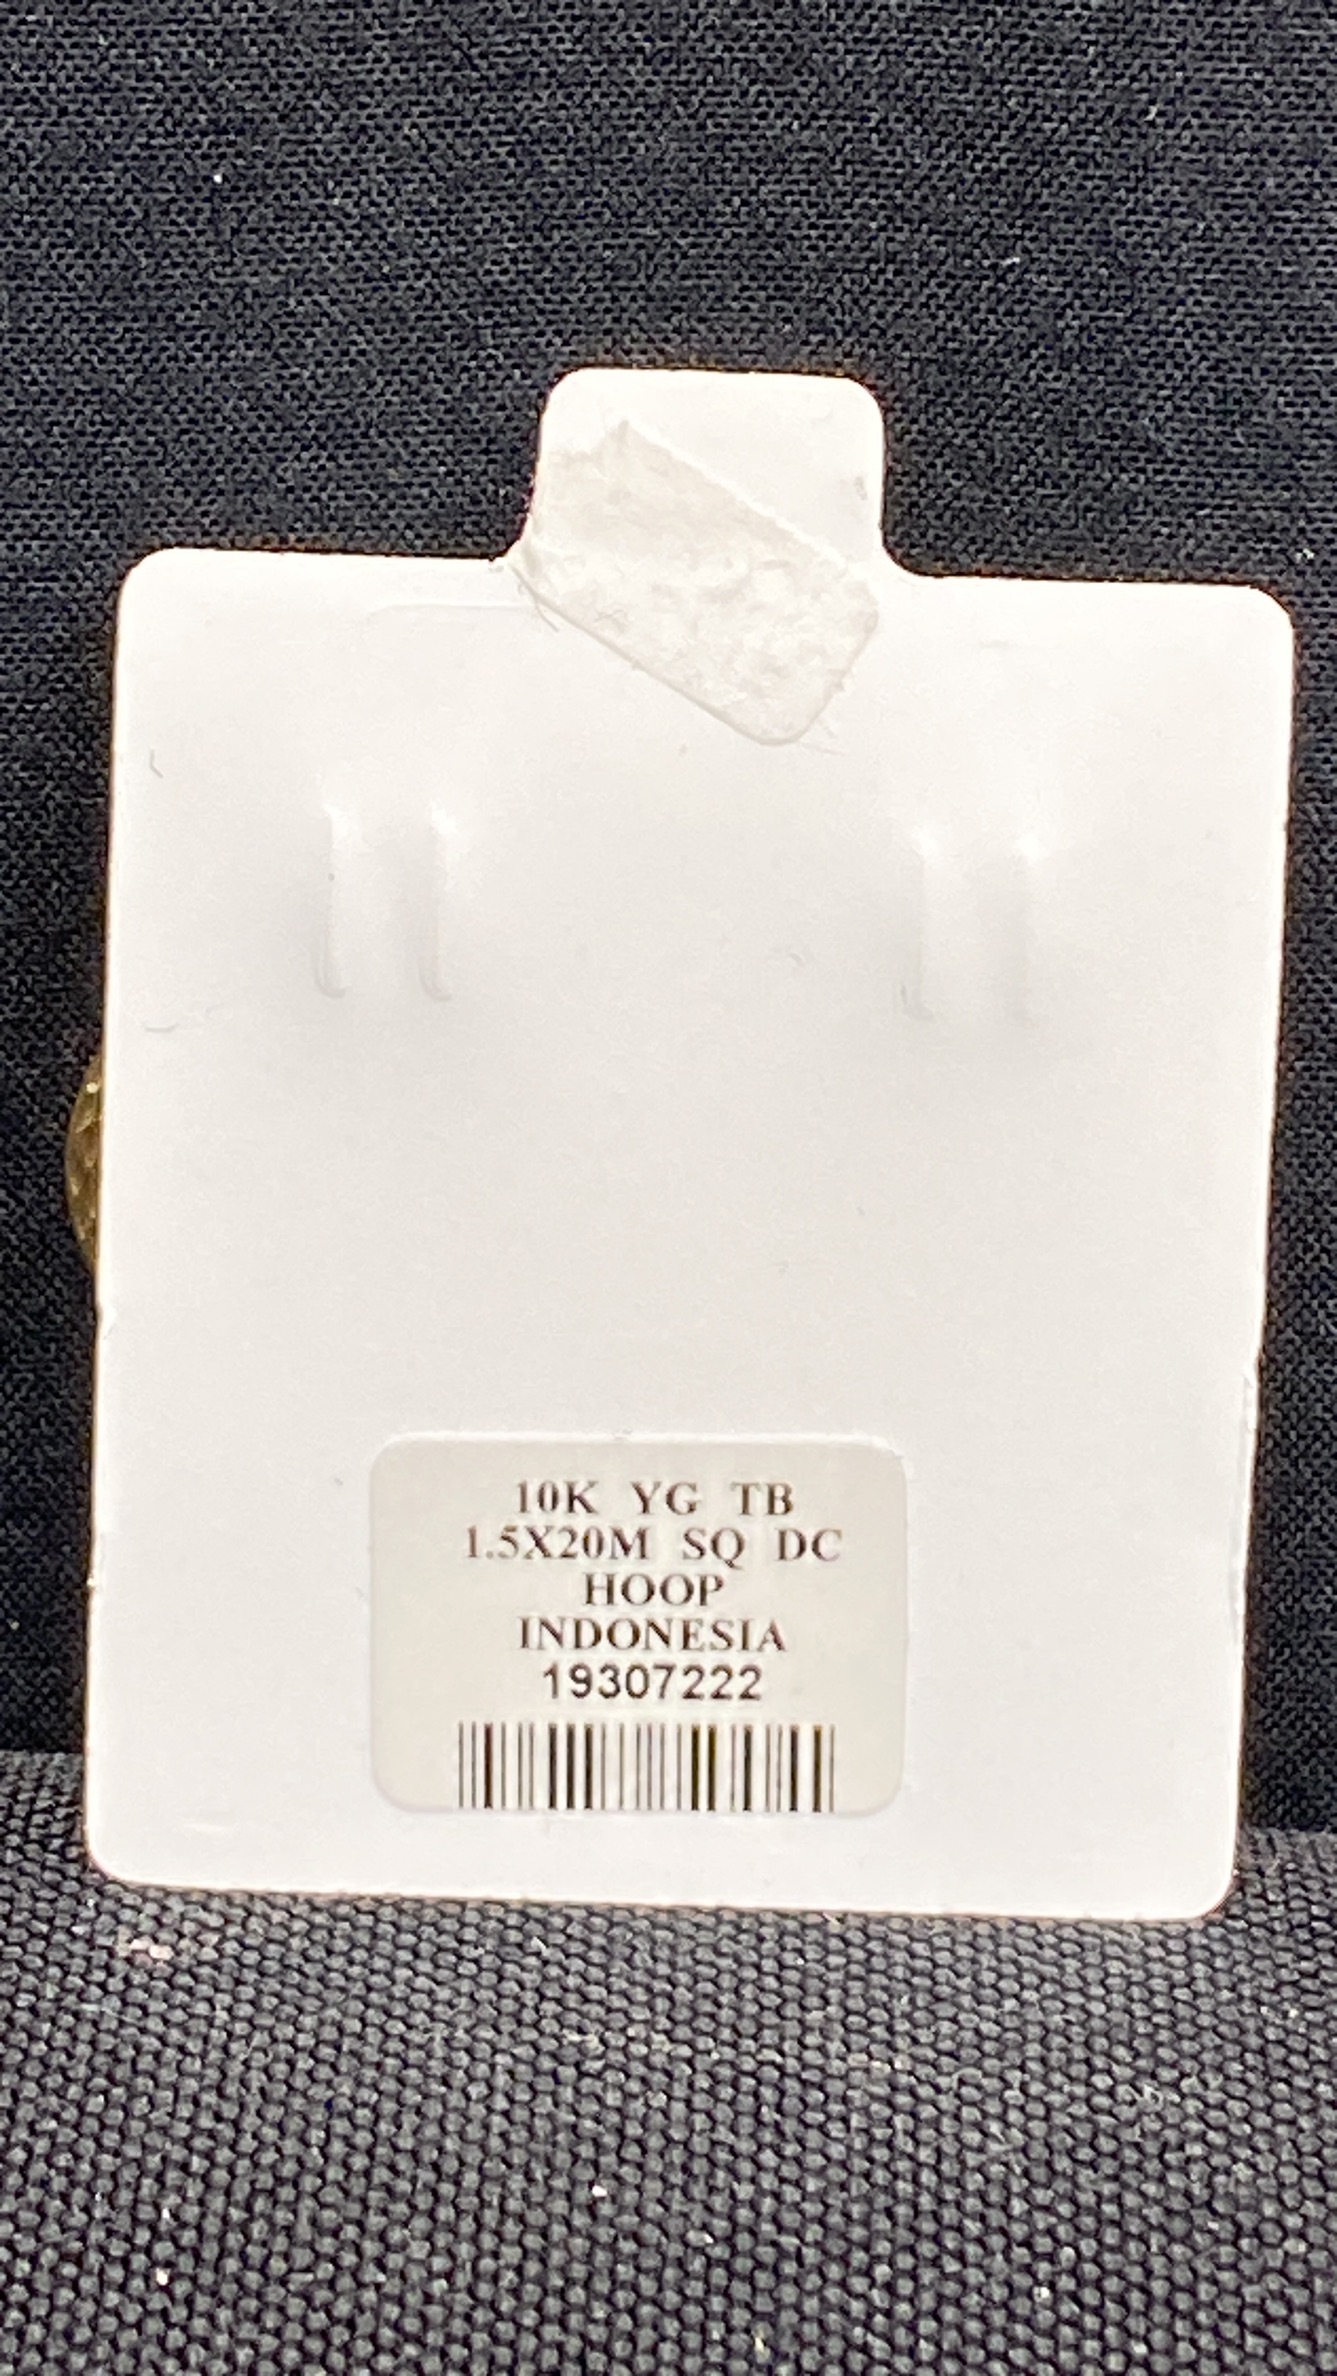 10K YG TB
1.5X20M SQ DC
HOOP
INDONESIA
19307222